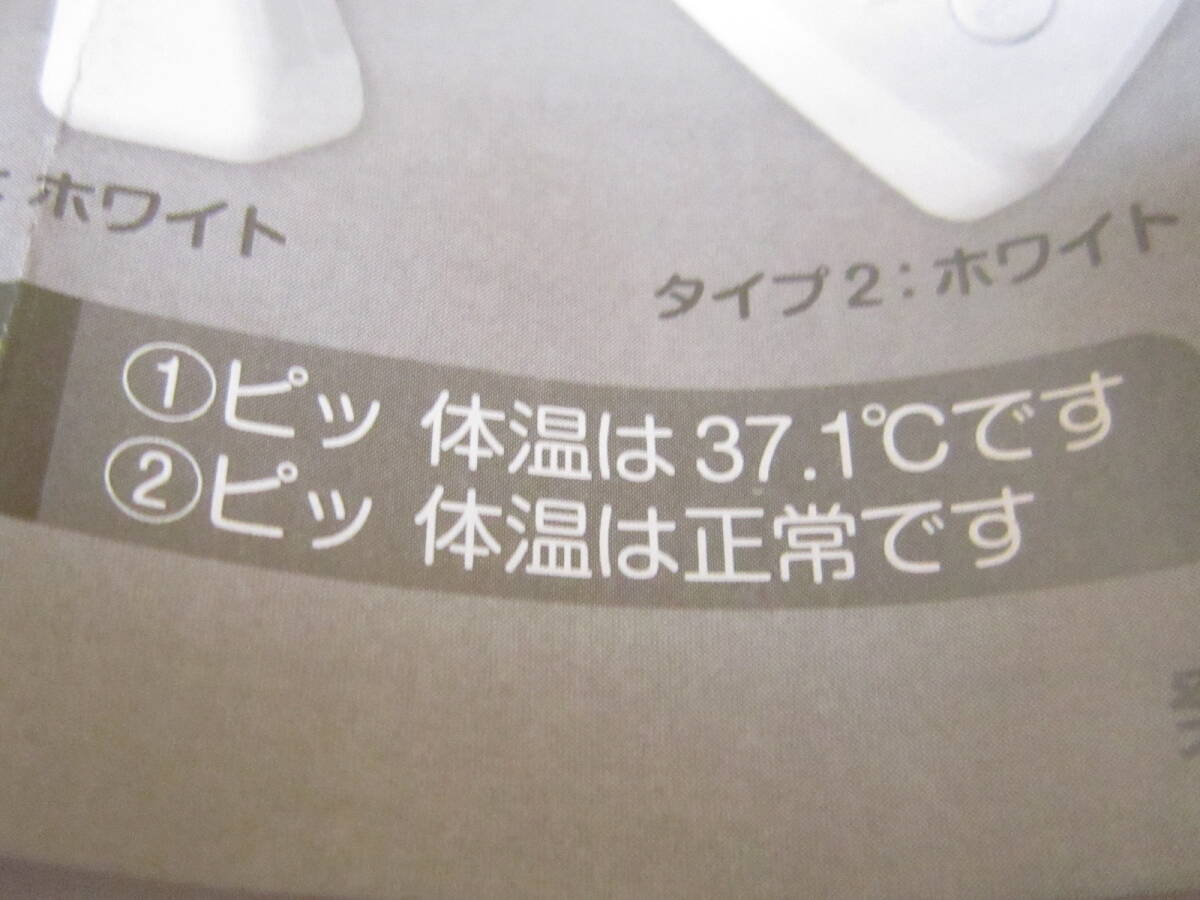 ：ホワイト
タイプ2：ホワイト
①ピッ 体温は37.1℃です
②ピッ 体温は正常です